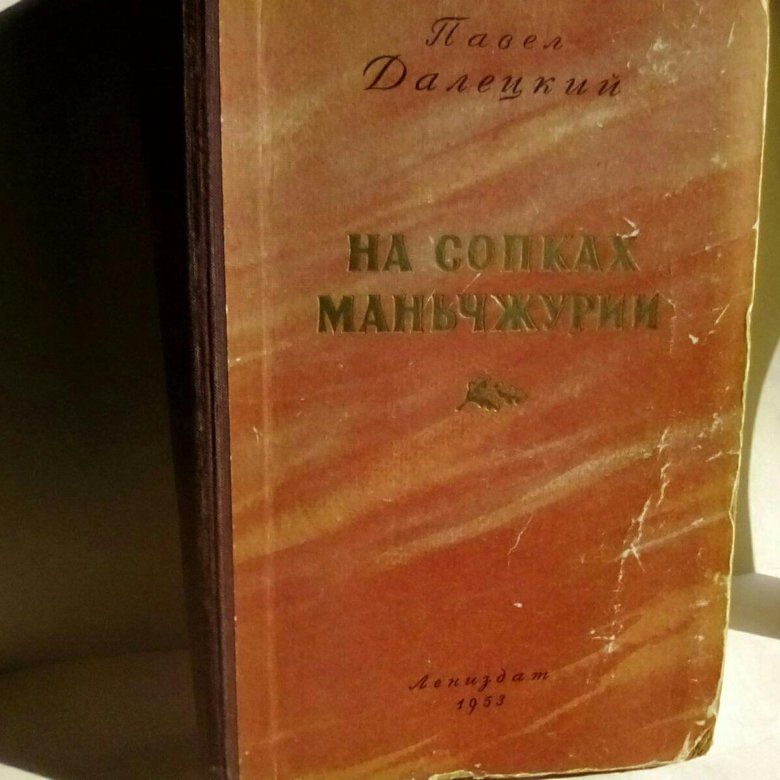 Павел
Далецкий
НА СОПКАХ
МАНЬЧЖУРИИ
Лениздат
1953